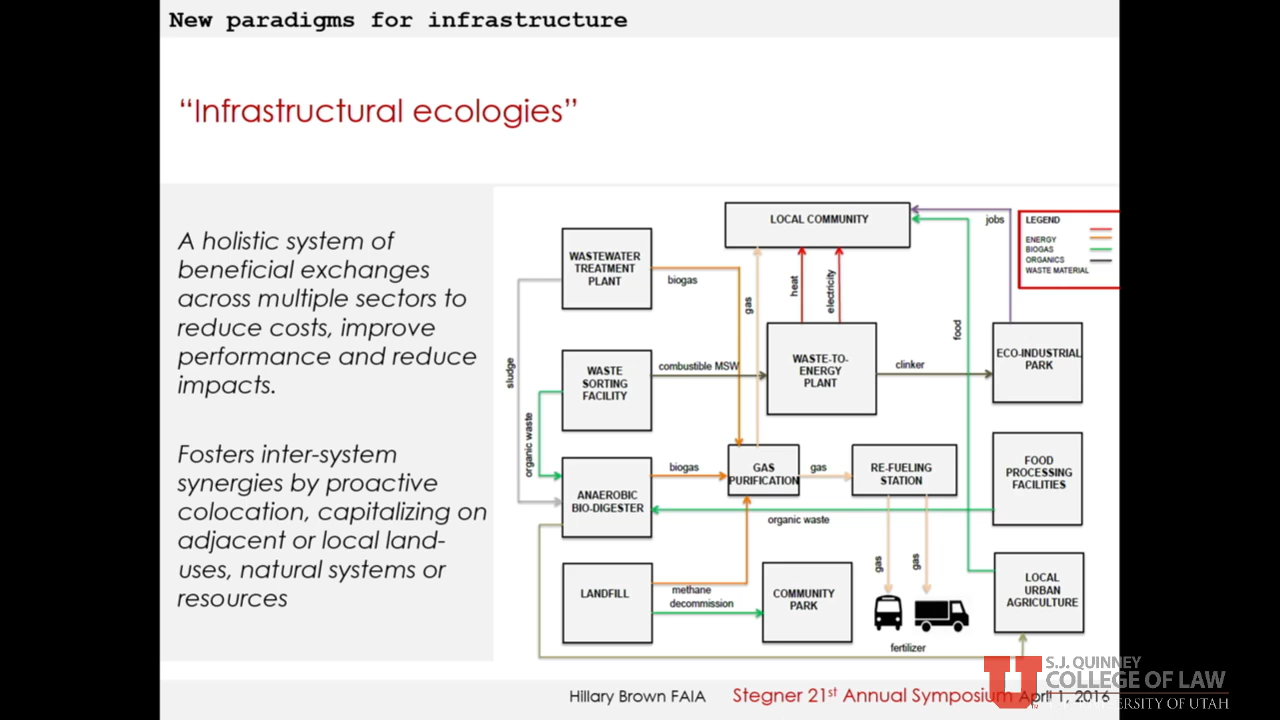 New paradigms for infrastructure
“Infrastructural ecologies”
A holistic system of
beneficial exchanges
across multiple sectors to
reduce costs, improve
performance and reduce
impacts.
Fosters inter-system
synergies by proactive
colocation, capitalizing on
adjacent or local land-
uses, natural systems or
resources
LOCAL COMMUNITY
jobs
LEGEND
ENERGY
BIOGAS
ORGANICS
WASTE MATERIAL
WASTEWATER
TREATMENT
PLANT
biogas
gas
heat
electricity
food
sludge
WASTE
SORTING
FACILITY
combustible MSW
WASTE-TO-
ENERGY
PLANT
clinker
ECO-INDUSTRIAL
PARK
organic waste
ANAEROBIC
BIO-DIGESTER
biogas
GAS
PURIFICATION
gas
RE-FUELING
STATION
FOOD
PROCESSING
FACILITIES
organic waste
LANDFILL
methane
decommission
COMMUNITY
PARK
gas
gas
LOCAL
URBAN
AGRICULTURE
fertilizer
Hillary Brown FAIA
Stegner 21st Annual Symposium April 1, 2016
U
S.J. QUINNEY
COLLEGE OF LAW
UNIVERSITY OF UTAH